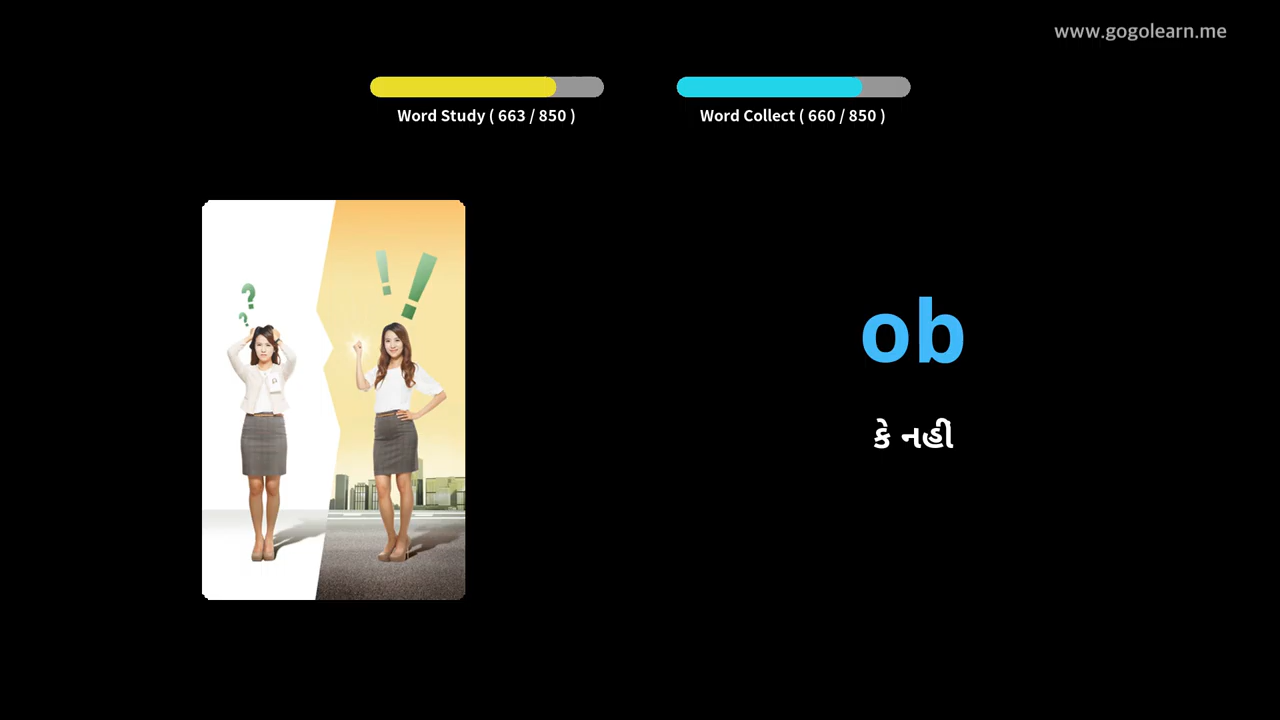 www.gogolearn.me
Word Study ( 663 / 850 )
Word Collect ( 660 / 850 )
? ?
! !
ob
કે નહીં